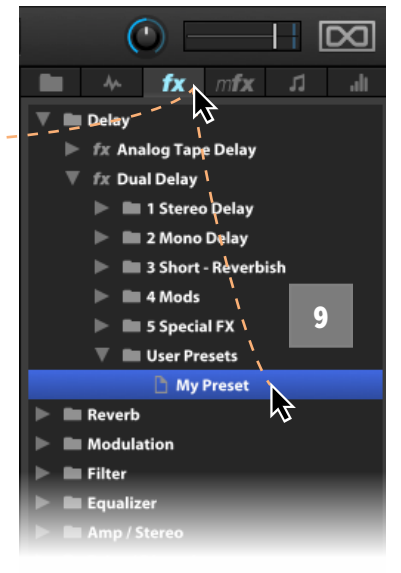 fx mfx
Delay
fx Analog Tape Delay
fx Dual Delay
1 Stereo Delay
2 Mono Delay
3 Short - Reverbish
4 Mods
9
5 Special FX
User Presets
My Preset
Reverb
Modulation
Filter
Equalizer
Amp / Stereo